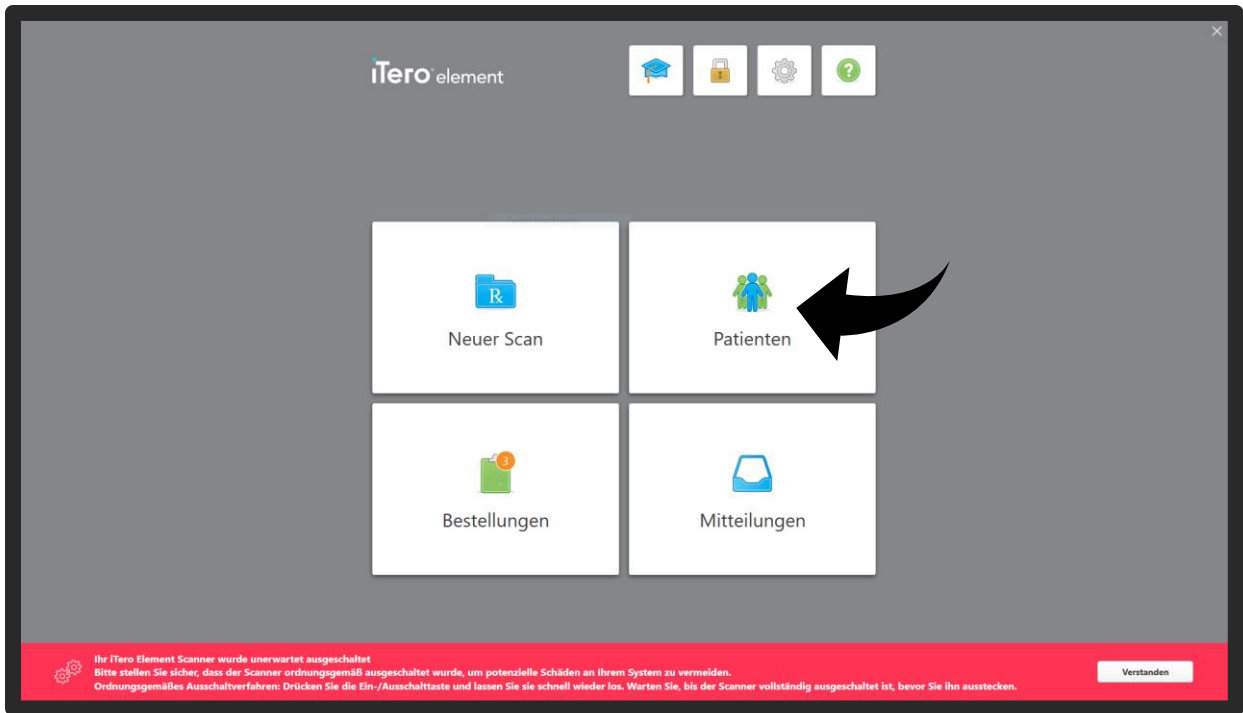 iTero element
Neuer Scan
Patienten
3
Bestellungen
Mitteilungen
Ihr iTero Element Scanner wurde unerwartet ausgeschaltet
Bitte stellen Sie sicher, dass der Scanner ordnungsgemäß ausgeschaltet wurde, um potenzielle Schäden an Ihrem System zu vermeiden.
Ordnungsgemäßes Ausschaltverfahren: Drücken Sie die Ein-/Ausschalttaste und lassen Sie sie schnell wieder los. Warten Sie, bis der Scanner vollständig ausgeschaltet ist, bevor Sie ihn ausstecken.
Verstanden